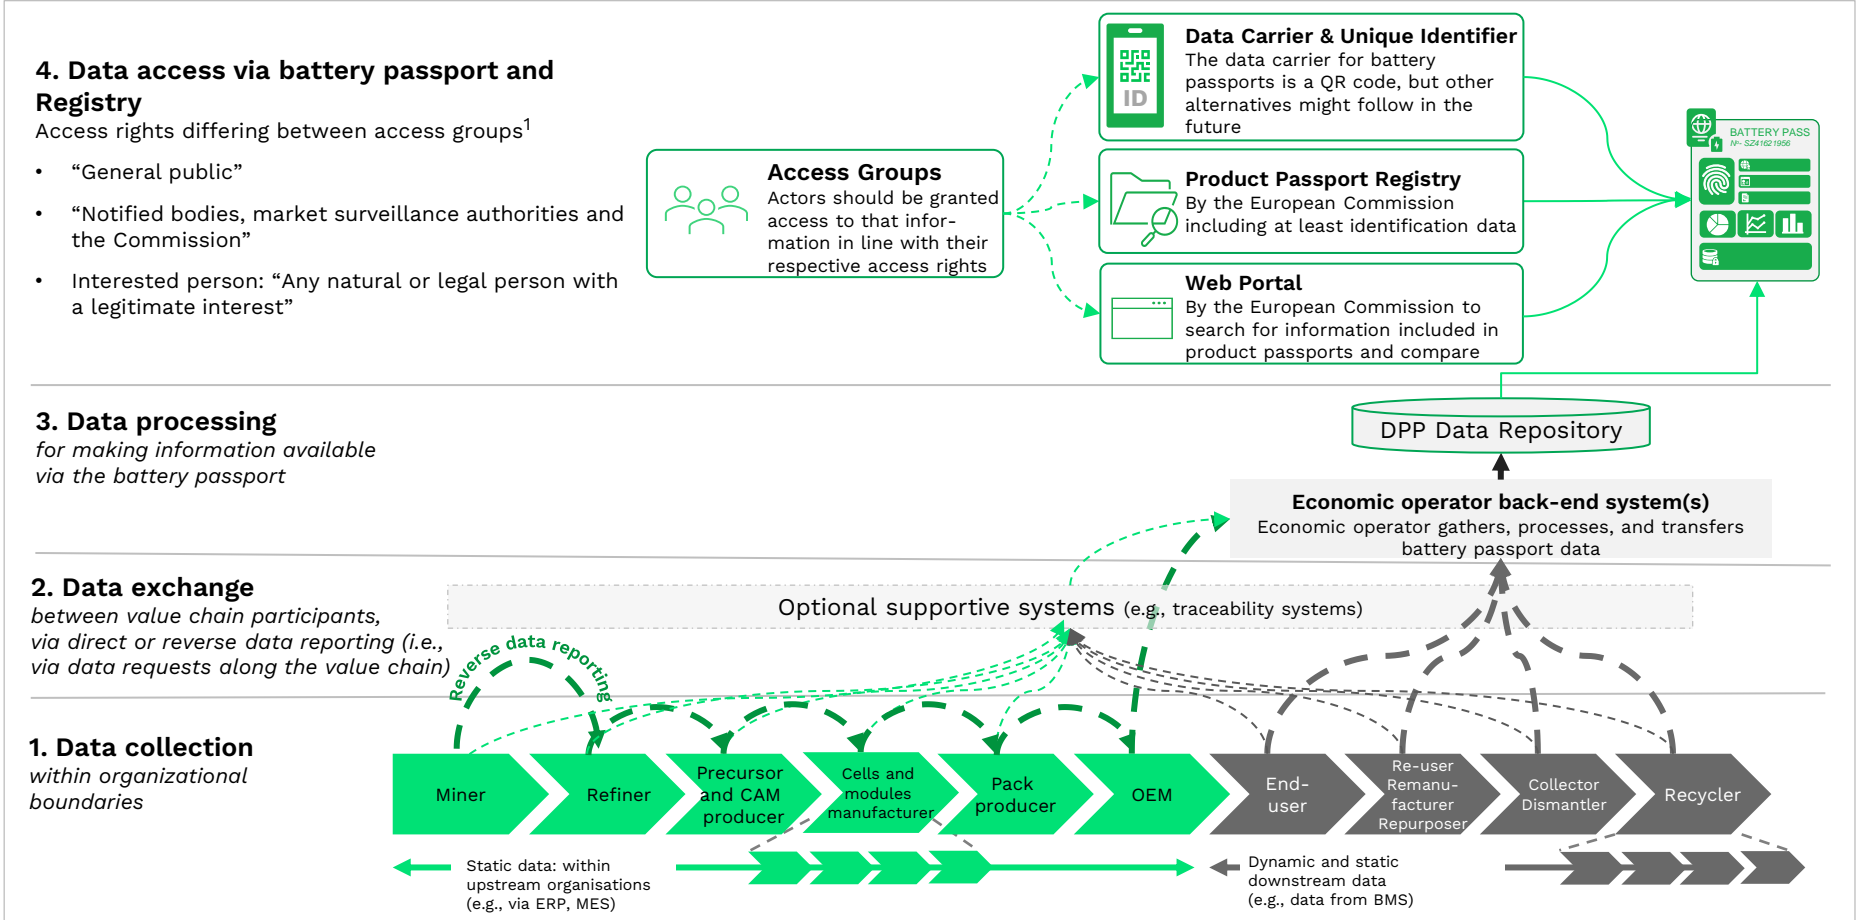 4. Data access via battery passport and
Registry
Access rights differing between access groups1
• “General public”
• “Notified bodies, market surveillance authorities and
the Commission”
• Interested person: “Any natural or legal person with
a legitimate interest”
Access Groups
Actors should be granted
access to that infor-
mation in line with their
respective access rights
ID
Data Carrier & Unique Identifier
The data carrier for battery
passports is a QR code, but other
alternatives might follow in the
future
Product Passport Registry
By the European Commission
including at least identification data
Web Portal
By the European Commission to
search for information included in
product passports and compare
BATTERY PASS
Nº- SZ41621956
3. Data processing
for making information available
via the battery passport
DPP Data Repository
Economic operator back-end system(s)
Economic operator gathers, processes, and transfers
battery passport data
2. Data exchange
between value chain participants,
via direct or reverse data reporting (i.e.,
via data requests along the value chain)
Optional supportive systems (e.g., traceability systems)
Reverse data reporting
1. Data collection
within organizational
boundaries
Miner
Refiner
Precursor
and CAM
producer
Cells and
modules
manufacturer
Pack
producer
OEM
End-
user
Re-user
Remanu-
facturer
Repurposer
Collector
Dismantler
Recycler
Static data: within
upstream organisations
(e.g., via ERP, MES)
Dynamic and static
downstream data
(e.g., data from BMS)